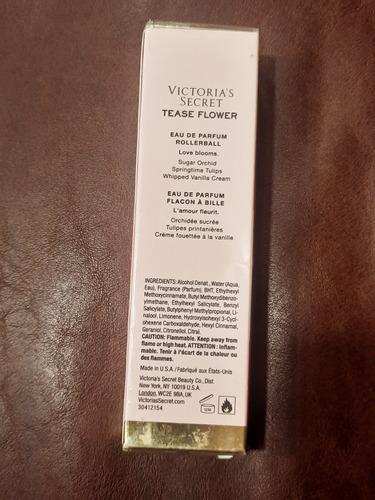 VICTORIA'S
SECRET
TEASE FLOWER
EAU DE PARFUM
ROLLERBALL
Love blooms.
Sugar Orchid
Springtime Tulips
Whipped Vanilla Cream
EAU DE PARFUM
FLACON À BILLE
L'amour fleurit.
Orchidée sucrée
Tulipes printanières
Crème fouettée à la vanille
INGREDIENTS: Alcohol Denat., Water (Aqua,
Eau), Fragrance (Parfum), BHT, Ethylhexyl
Methoxycinnamate, Butyl Methoxydibenzo-
ylmethane, Ethylhexyl Salicylate, Benzyl
Salicylate, Butylphenyl Methylpropional, Li-
nalool, Limonene, Hydroxyisohexyl 3-Cycl-
ohexene Carboxaldehyde, Hexyl Cinnamal,
Geraniol, Citronellol, Citral.
CAUTION: Flammable. Keep away from
flame or high heat. ATTENTION : Inflam-
mable. Tenir à l'écart de la chaleur ou
des flammes.
Made in U.S.A./Fabriqué aux États-Unis
Victoria's Secret Beauty Co., Dist.
New York, NY 10019 U.S.A.
London, WC2E 9BA, UK
VictoriasSecret.com
30412154
12M